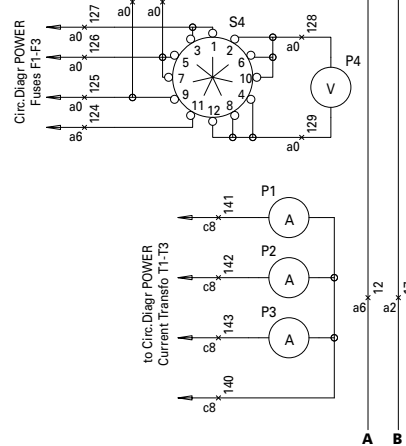 Circ.Diagr POWER
Fuses F1-F3
127
a0
126
a0
125
a0
124
a6
a0
a0
S4
1
2
3
5
6
7
10
9
4
11
12
8
128
a0
P4
V
129
a0
to Circ.Diagr POWER
Current Transfo T1-T3
P1
141
A
c8
P2
142
A
c8
P3
143
A
c8
140
c8
12
a6
a2
A
B